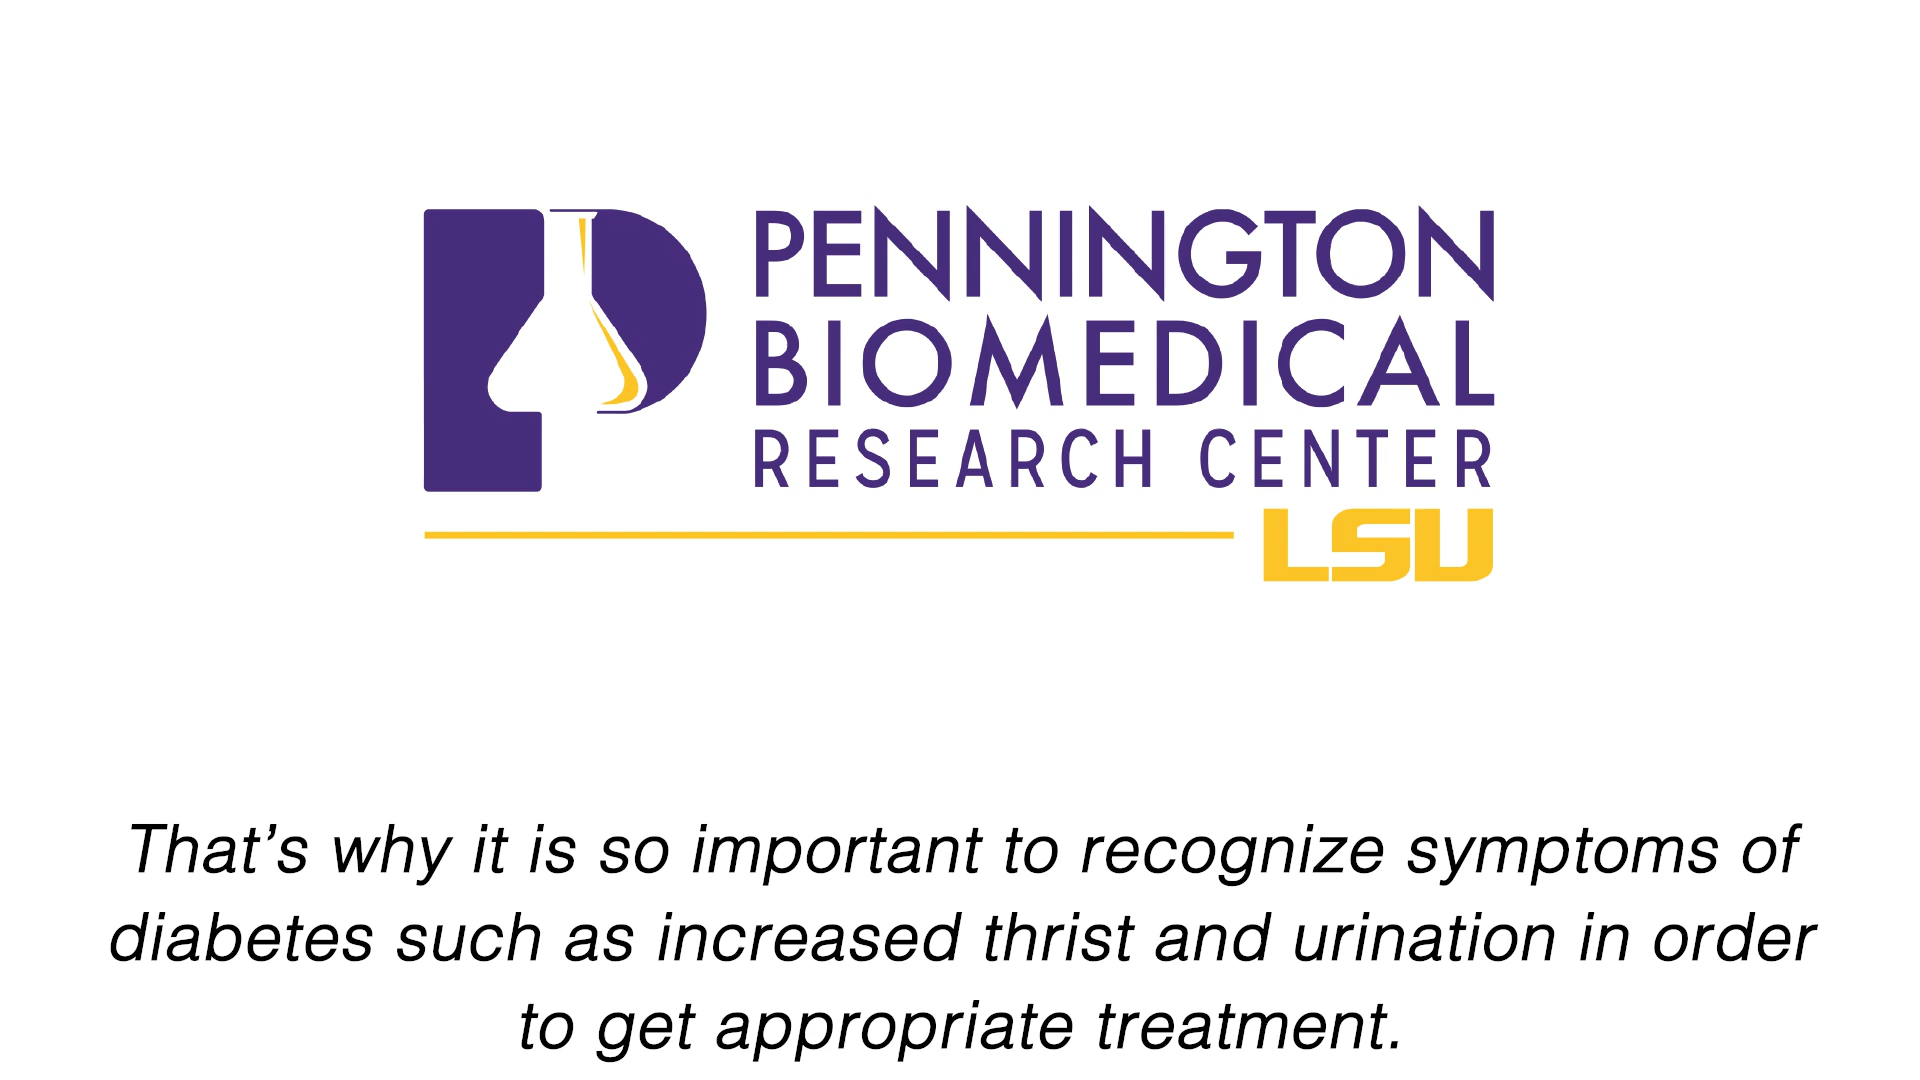 PENNINGTON
BIOMEDICAL
RESEARCH CENTER
LSU
That’s why it is so important to recognize symptoms of
diabetes such as increased thrist and urination in order
to get appropriate treatment.